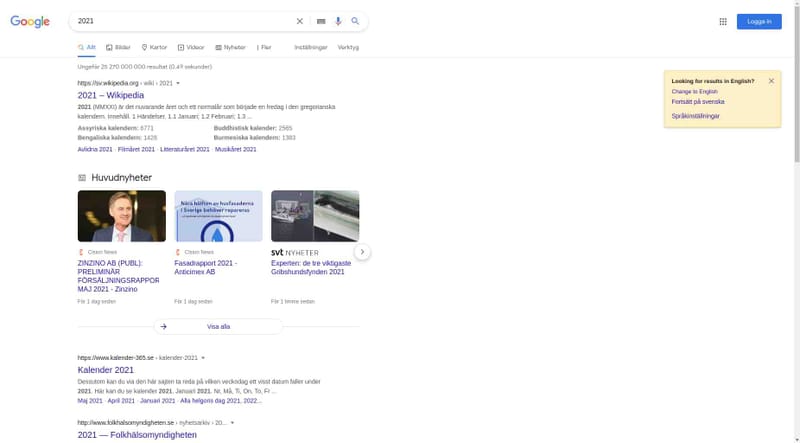 Google
2021
Logga in
Allt
Bilder
Kartor
Videor
Nyheter
Fler
Inställningar
Verktyg
Ungefär 25 270 000 000 resultat (0,49 sekunder)
Looking for results in English?
Change to English
Fortsätt på svenska
Språkinställningar
https://sv.wikipedia.org › wiki › 2021
2021 – Wikipedia
2021 (MMXXI) är det nuvarande året och ett normalår som började en fredag i den gregorianska
kalendern. Innehåll. 1 Händelser. 1.1 Januari; 1.2 Februari; 1.3 ...
Assyriska kalendern: 6771
Buddhistisk kalender: 2565
Bengaliska kalendern: 1428
Burmesiska kalendern: 1383
Avlidna 2021 · Filmåret 2021 · Litteraturåret 2021 · Musikåret 2021
Huvudnyheter
Nära hälften av husfasaderna
i Sverige behöver repareras
Cision News
ZINZINO AB (PUBL):
PRELIMINÄR
FÖRSÄLJNINGSRAPPOR
MAJ 2021 - Zinzino
För 1 dag sedan
Cision News
Fasadrapport 2021 -
Anticimex AB
För 1 dag sedan
svt NYHETER
Experten: de tre viktigaste
Gribshundsfynden 2021
För 1 timme sedan
Visa alla
https://www.kalender-365.se › kalender-2021
Kalender 2021
Dessutom kan du via den här sajten ta reda på vilken veckodag ett visst datum faller under
2021. Här kan du se kalender 2021. Januari 2021. Nr, Må, Ti, On, To, Fr ...
Maj 2021 · April 2021 · Januari 2021 · Alla helgons dag 2021, 2022...
http://www.folkhalsomyndigheten.se › nyhetsarkiv › 20...
2021 — Folkhälsomyndigheten